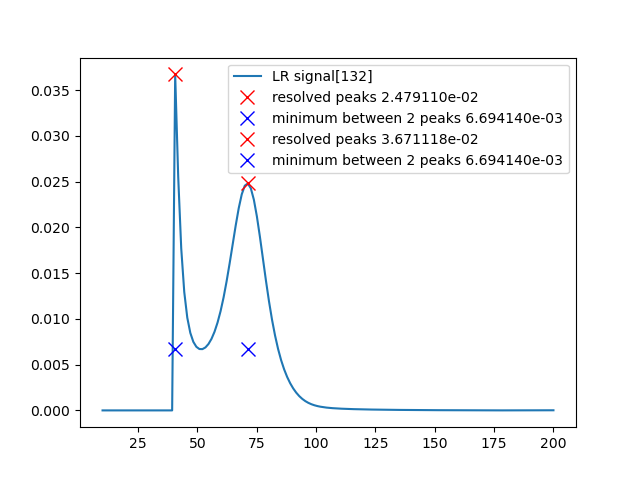 LR signal[132]
resolved peaks 2.479110e-02
minimum between 2 peaks 6.694140e-03
resolved peaks 3.671118e-02
minimum between 2 peaks 6.694140e-03
0.035
0.030
0.025
0.020
0.015
0.010
0.005
0.000
25 50 75 100 125 150 175 200